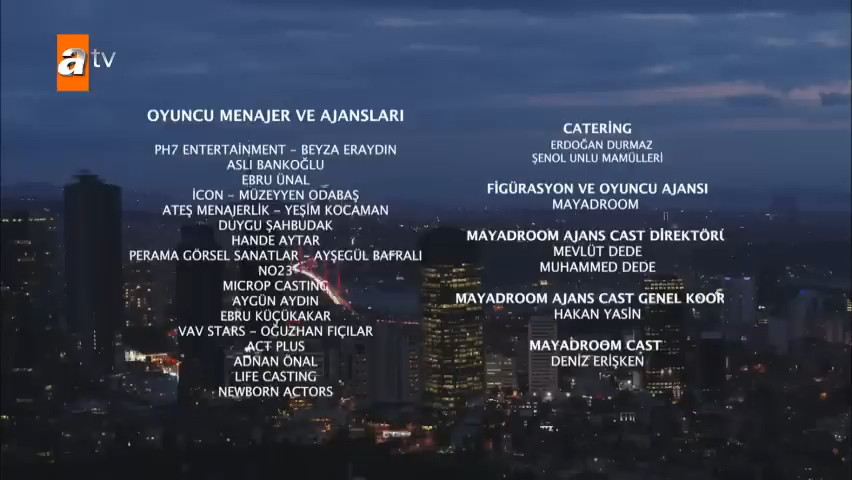 atv
OYUNCU MENAJER VE AJANSLARI
PH7 ENTERTAİNMENT – BEYZA ERAYDIN
ASLI BANKOĞLU
EBRU ÜNAL
İCON – MÜZEYYEN ODABAŞ
ATEŞ MENAJERLİK – YEŞİM KOCAMAN
DUYGU ŞAHBUDAK
HANDE AYTAR
PERAMA GÖRSEL SANATLAR – AYŞEGÜL BAFRALI
NO23
MICROP CASTING
AYGÜN AYDIN
EBRU KÜÇÜKAKAR
VAV STARS – OĞUZHAN FIÇILAR
ACT PLUS
ADNAN ÖNAL
LIFE CASTING
NEWBORN ACTORS
CATERİNG
ERDOĞAN DURMAZ
ŞENOL UNLU MAMÜLLERİ
FİGÜRASYON VE OYUNCU AJANSI
MAYADROOM
MAYADROOM AJANS CAST DİREKTÖRÜ
MEVLÜT DEDE
MUHAMMED DEDE
MAYADROOM AJANS CAST GENEL KOOR
HAKAN YASİN
MAYADROOM CAST
DENİZ ERİŞKEN